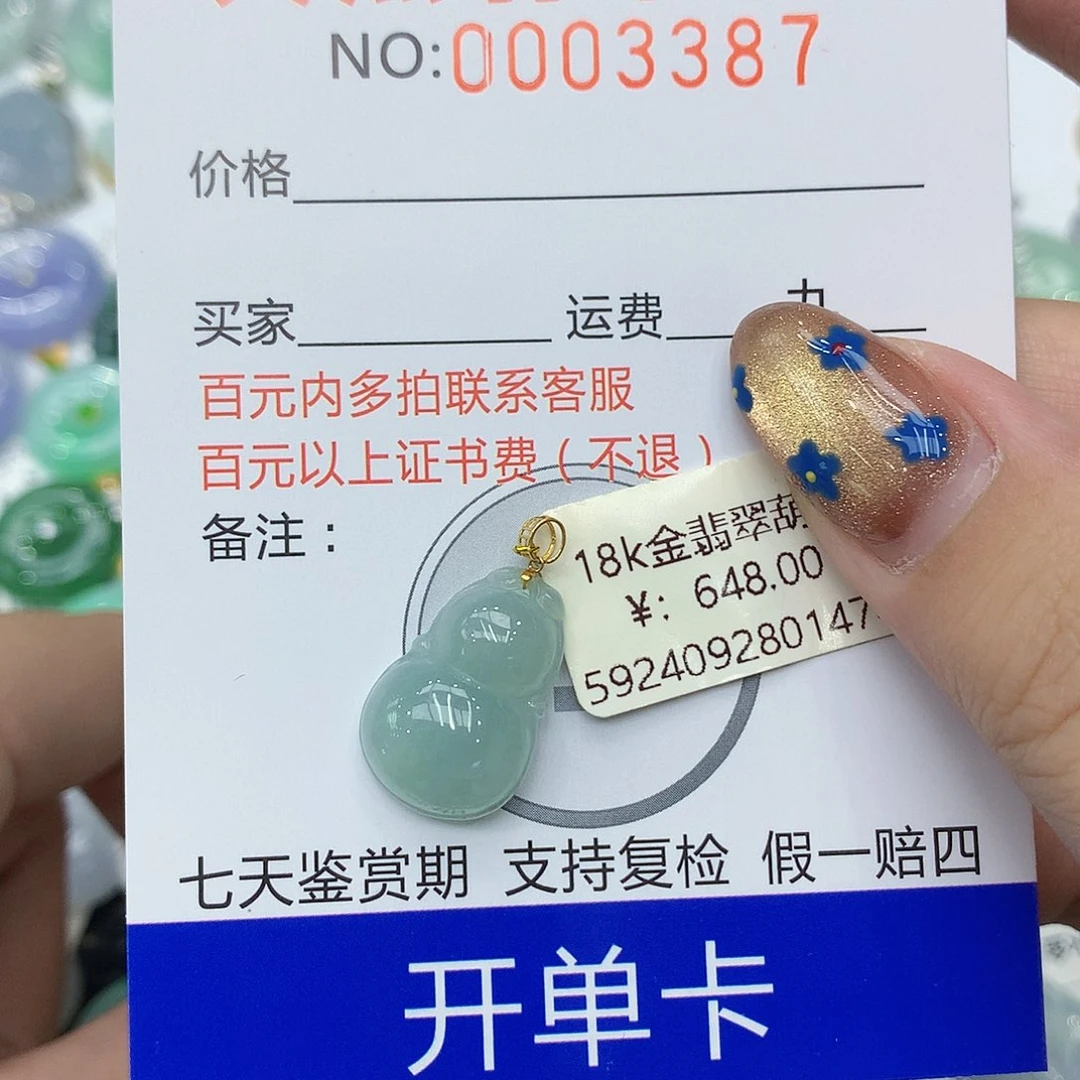 NO:0003387
价格
买家 运费
百元内多拍联系客服
百元以上证书费（不退）
备注：
18k金翡翠葫
¥: 648.00
592409280147
七天鉴赏期 支持复检 假一赔四
开单卡